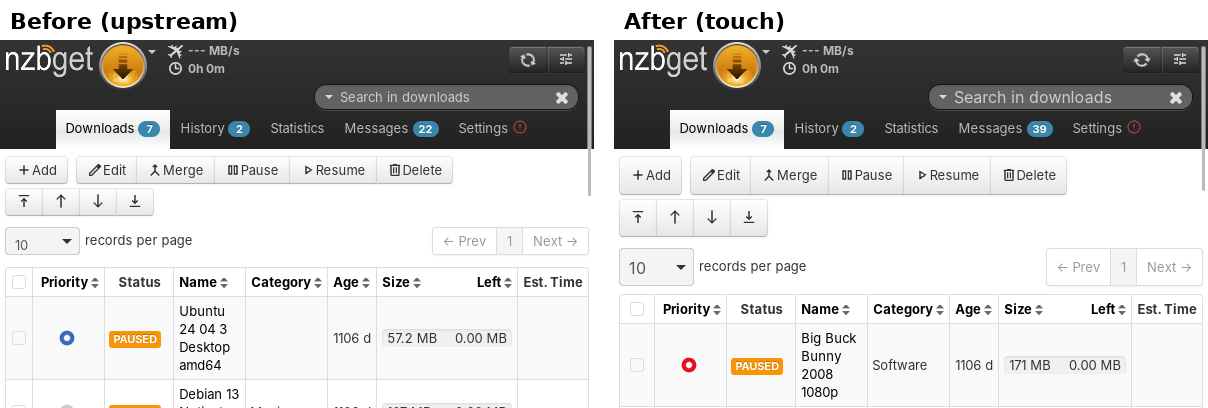 Before (upstream)
nzbget
--- MB/s
0h 0m
Search in downloads
Downloads 7 History 2 Statistics Messages 22 Settings
Add Edit Merge Pause Resume Delete
10 records per page ← Prev 1 Next →
Priority Status Name Category Age Size Left Est. Time
PAUSED Ubuntu 1106 d 57.2 MB 0.00 MB
24 04 3
Desktop
amd64
Debian 13
After (touch)
nzbget
--- MB/s
0h 0m
Search in downloads
Downloads 7 History 2 Statistics Messages 39 Settings
Add Edit Merge Pause Resume Delete
10 records per page ← Prev 1 Next →
Priority Status Name Category Age Size Left Est. Time
PAUSED Big Buck Software 1106 d 171 MB 0.00 MB
Bunny
2008
1080p